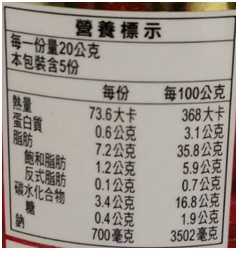 營養標示
每一份量20公克
本包裝含5份
每份 每100公克
熱量 73.6大卡 368大卡
蛋白質 0.6公克 3.1公克
脂肪 7.2公克 35.8公克
飽和脂肪 1.2公克 5.9公克
反式脂肪 0.1公克 0.7公克
碳水化合物 3.4公克 16.8公克
糖 0.4公克 1.9公克
鈉 700毫克 3502毫克